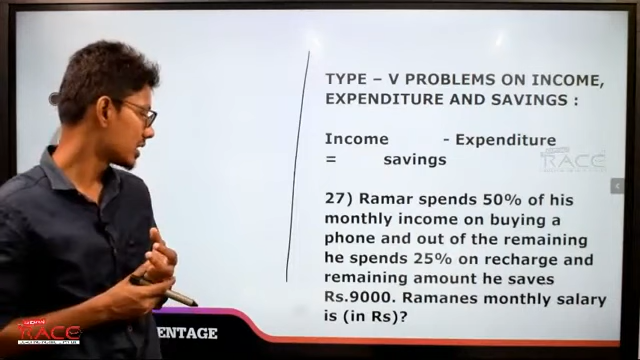 TYPE – V PROBLEMS ON INCOME,
EXPENDITURE AND SAVINGS :
Income - Expenditure
= savings
27) Ramar spends 50% of his
monthly income on buying a
phone and out of the remaining
he spends 25% on recharge and
remaining amount he saves
Rs.9000. Ramanes monthly salary
is (in Rs)?
RACE
RACE
ENTAGE